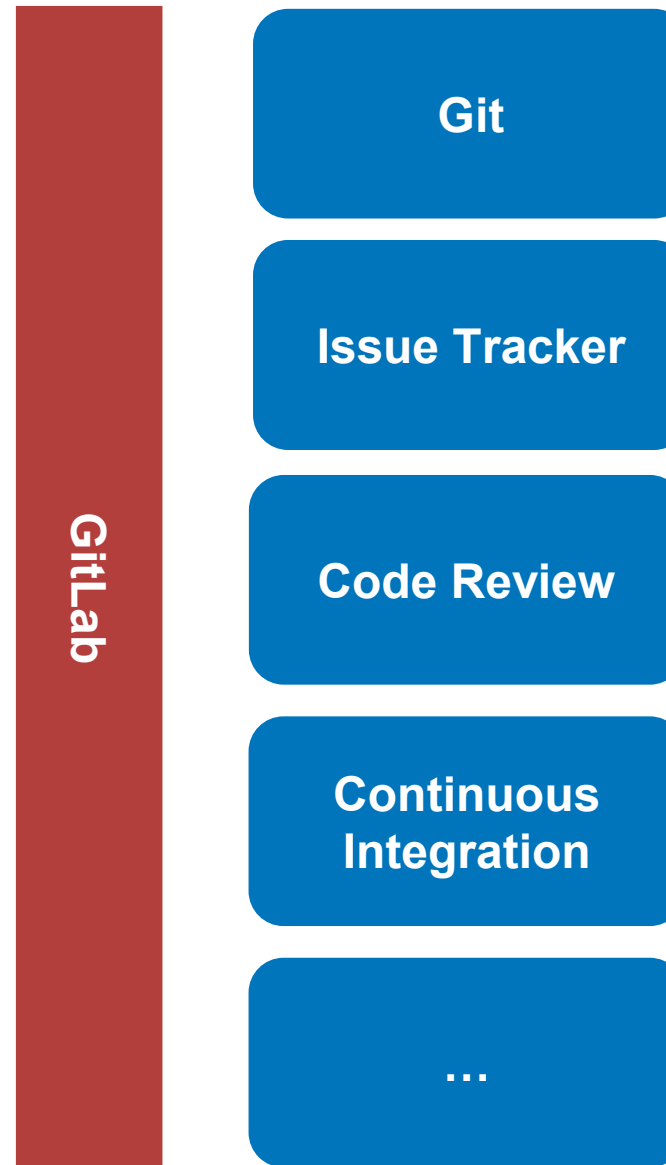 GitLab
Git
Issue Tracker
Code Review
Continuous
Integration
…